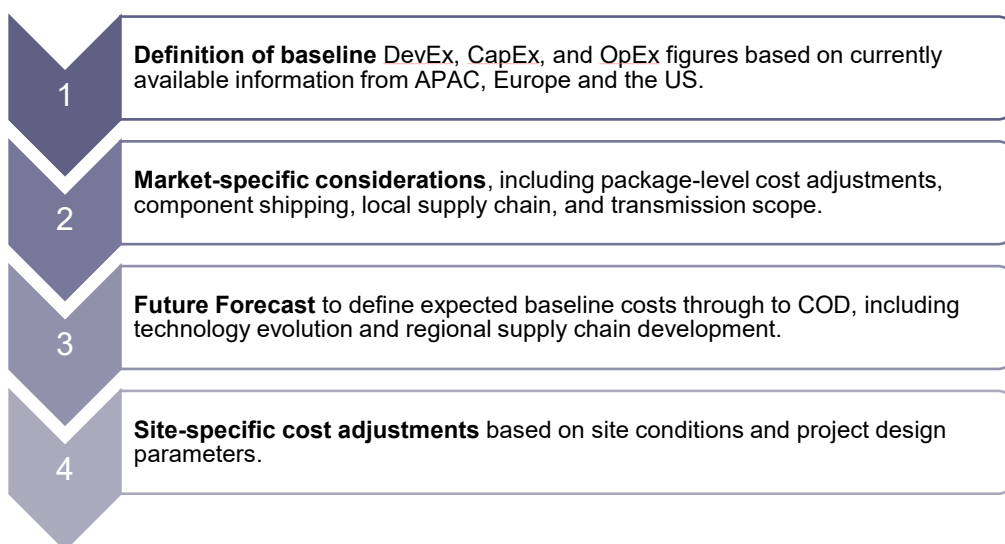 1
Definition of baseline DevEx, CapEx, and OpEx figures based on currently
available information from APAC, Europe and the US.
2
Market-specific considerations, including package-level cost adjustments,
component shipping, local supply chain, and transmission scope.
3
Future Forecast to define expected baseline costs through to COD, including
technology evolution and regional supply chain development.
4
Site-specific cost adjustments based on site conditions and project design
parameters.